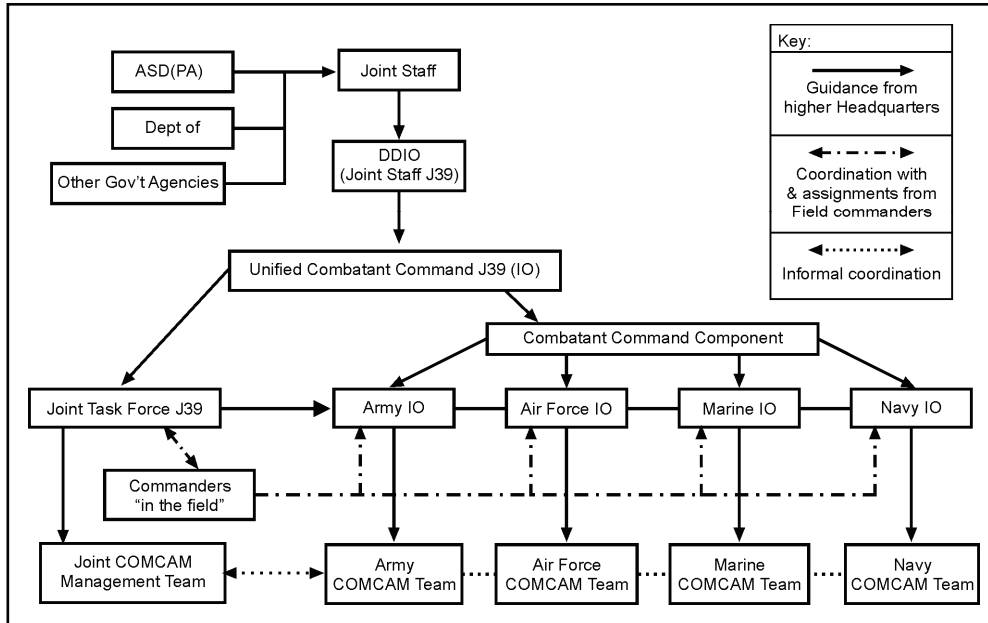 Key:
ASD(PA)
Joint Staff
Guidance from
higher Headquarters
Dept of
DDIO
(Joint Staff J39)
Other Gov't Agencies
Coordination with
& assignments from
Field commanders
Unified Combatant Command J39 (IO)
Informal coordination
Combatant Command Component
Joint Task Force J39
Army IO
Air Force IO
Marine IO
Navy IO
Commanders
"in the field"
Joint COMCAM
Management Team
Army
COMCAM Team
Air Force
COMCAM Team
Marine
COMCAM Team
Navy
COMCAM Team